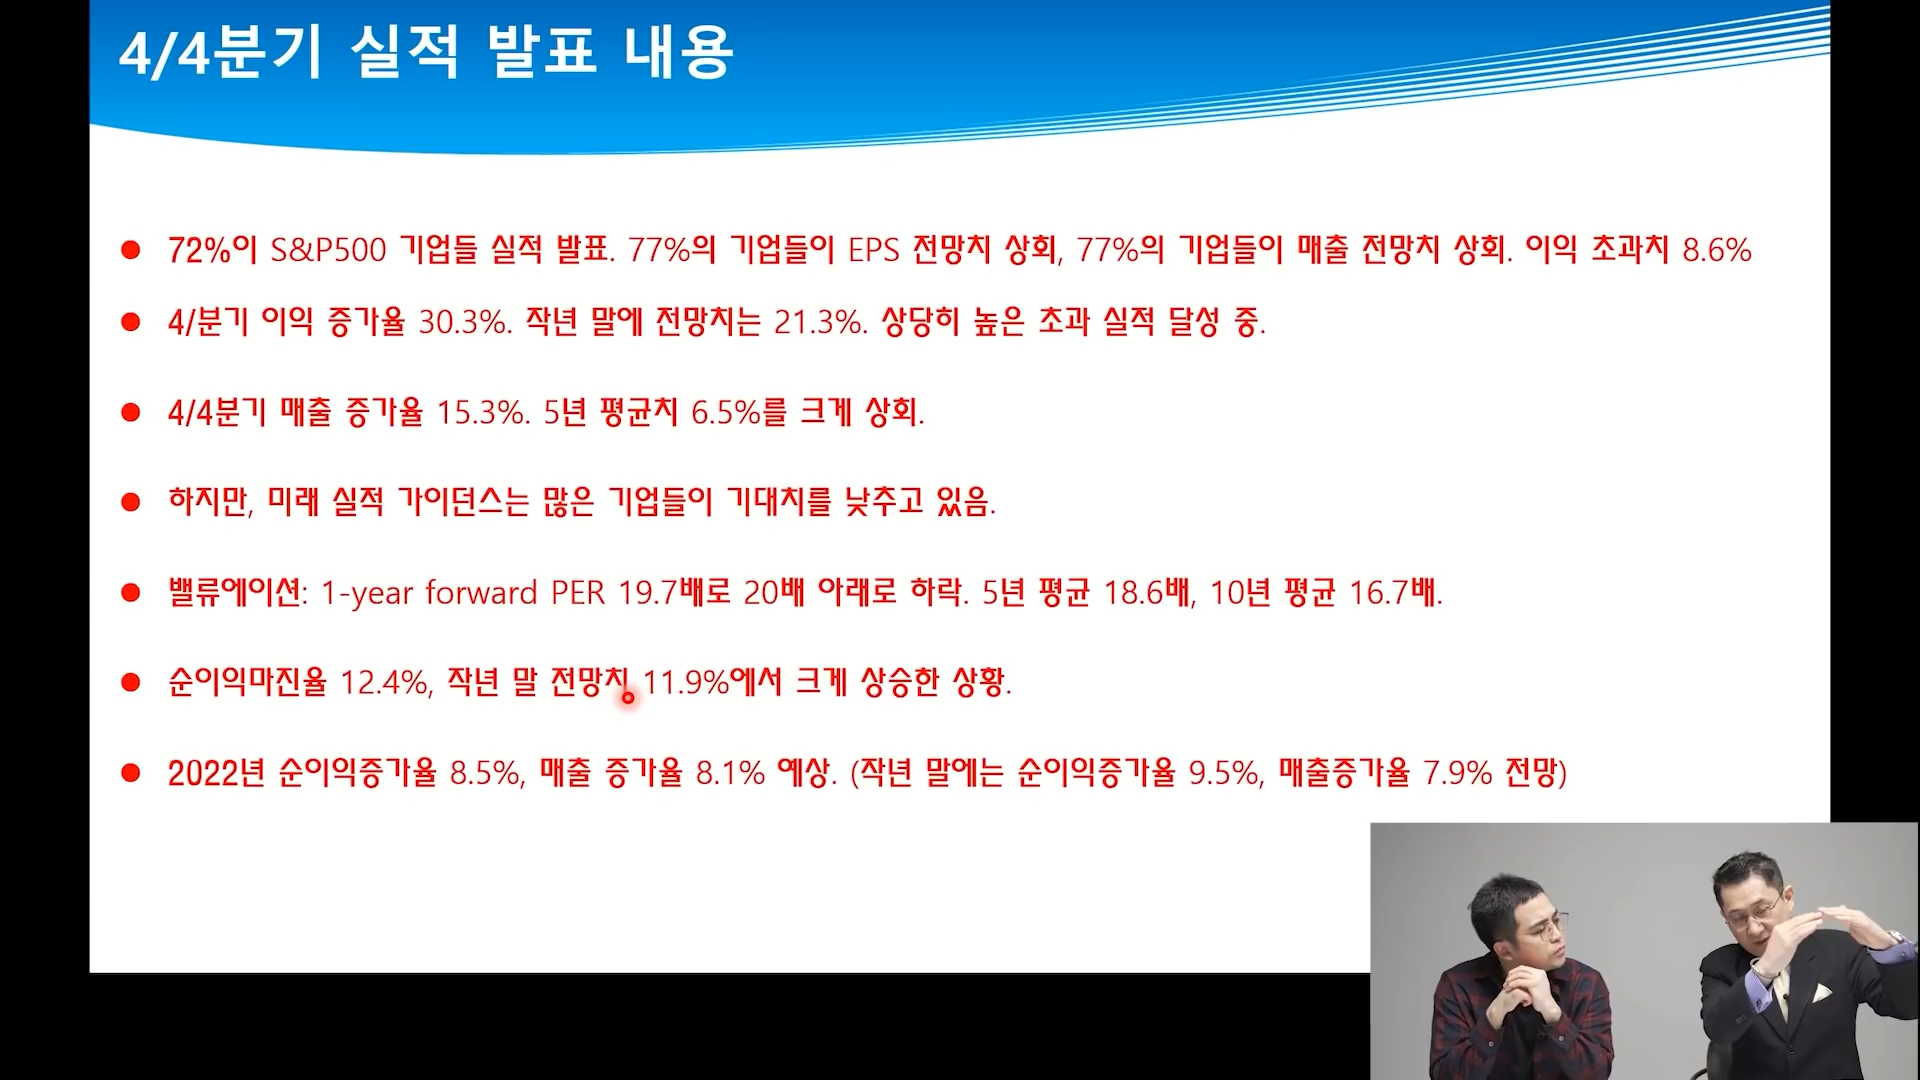 4/4분기 실적 발표 내용
72%이 S&P500 기업들 실적 발표. 77%의 기업들이 EPS 전망치 상회, 77%의 기업들이 매출 전망치 상회. 이익 초과치 8.6%
4/분기 이익 증가율 30.3%. 작년 말에 전망치는 21.3%. 상당히 높은 초과 실적 달성 중.
4/4분기 매출 증가율 15.3%. 5년 평균치 6.5%를 크게 상회.
하지만, 미래 실적 가이던스는 많은 기업들이 기대치를 낮추고 있음.
밸류에이션: 1-year forward PER 19.7배로 20배 아래로 하락. 5년 평균 18.6배, 10년 평균 16.7배.
순이익마진율 12.4%, 작년 말 전망치 11.9%에서 크게 상승한 상황.
2022년 순이익증가율 8.5%, 매출 증가율 8.1% 예상. (작년 말에는 순이익증가율 9.5%, 매출증가율 7.9% 전망)